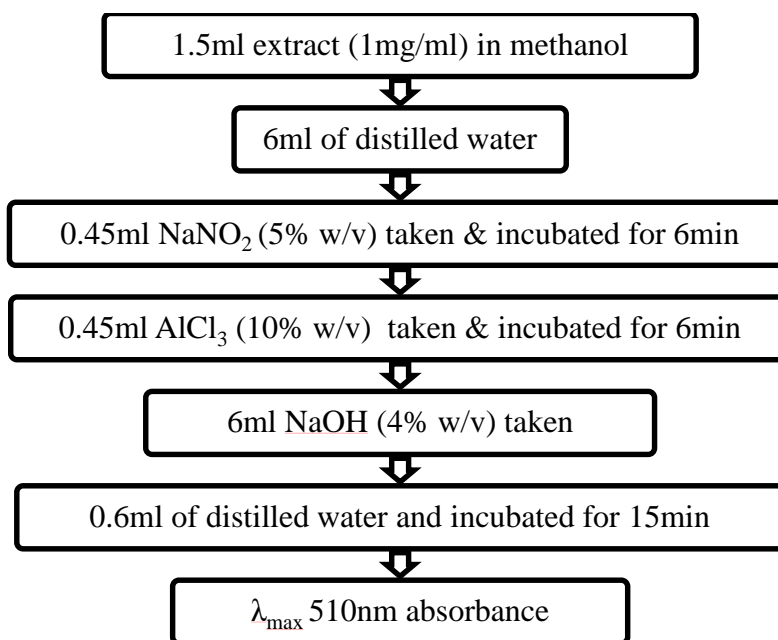 1.5ml extract (1mg/ml) in methanol
6ml of distilled water
0.45ml NaNO₂ (5% w/v) taken & incubated for 6min
0.45ml AlCl₃ (10% w/v) taken & incubated for 6min
6ml NaOH (4% w/v) taken
0.6ml of distilled water and incubated for 15min
λmax 510nm absorbance